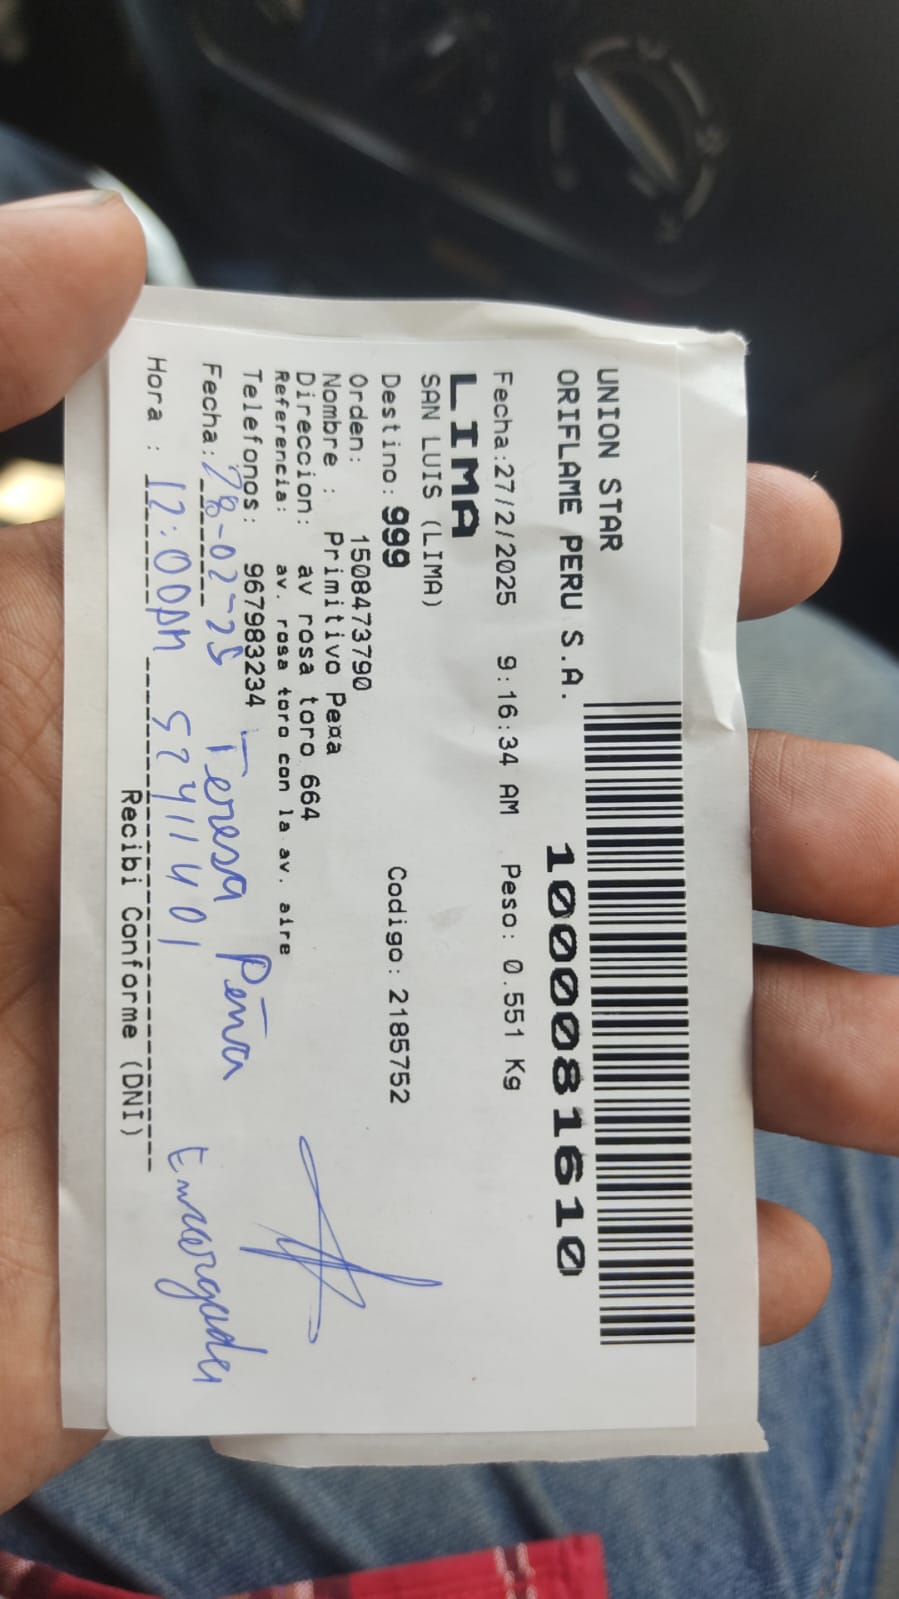 UNION STAR
ORIFLAME PERU S.A. 1000081610
Fecha:27/2/2025 9:16:34 AM Peso: 0.551 Kg
LIMA
SAN LUIS (LIMA)
Destino: 999 Codigo: 2185752
Orden: 1508473790
Nombre : Primitivo Pena
Direccion: av rosa toro 664
Referencia: av. rosa toro con la av. aire
Telefonos: 967983234
Fecha: 28-02-25 Teresa Peña
Hora : 12:00PM 52411401 Encargada
Recibi Conforme (DNI)